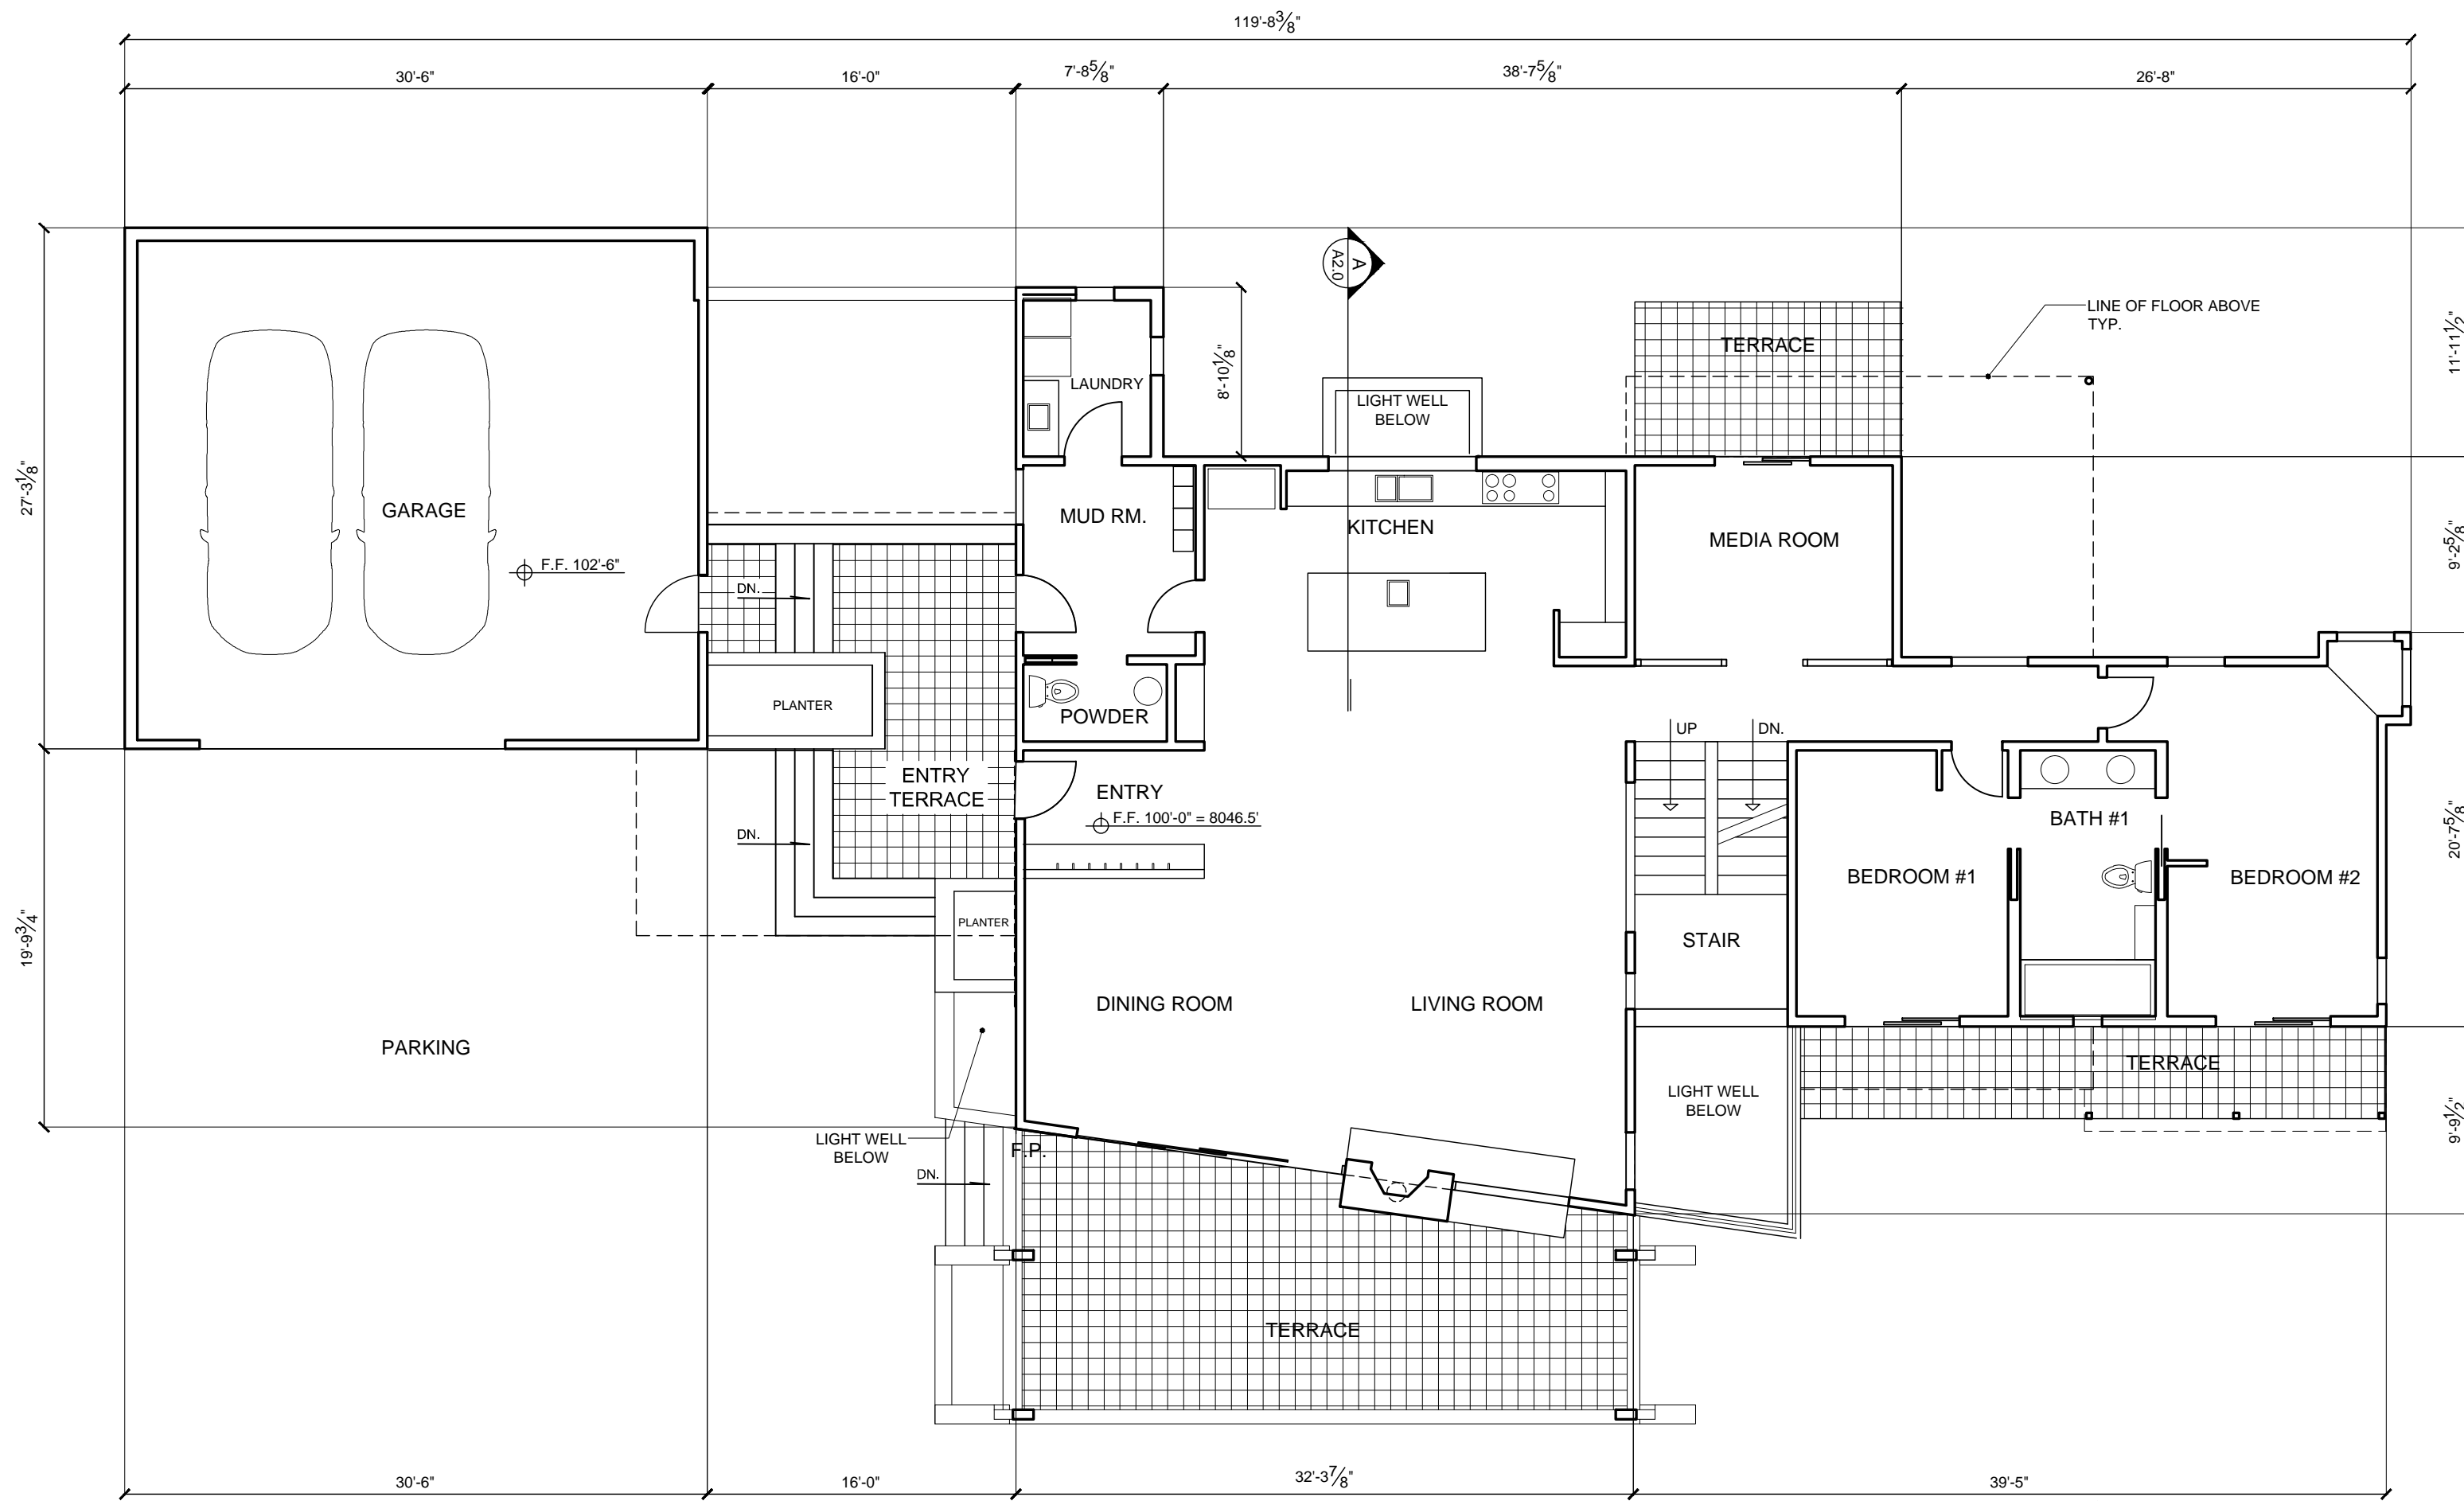 119'-8 3/8"
30'-6"
16'-0"
7'-8 5/8"
38'-7 5/8"
26'-8"
A
A2.0
LINE OF FLOOR ABOVE
TYP.
TERRACE
11'-11 1/2"
8'-10 1/8"
LAUNDRY
LIGHT WELL
BELOW
27'-3 1/8"
GARAGE
MUD RM.
KITCHEN
MEDIA ROOM
9'-2 5/8"
F.F. 102'-6"
DN.
PLANTER
POWDER
UP
DN.
ENTRY
TERRACE
ENTRY
F.F. 100'-0" = 8046.5'
DN.
BATH #1
20'-7 5/8"
BEDROOM #1
BEDROOM #2
PLANTER
19'-9 3/4"
STAIR
DINING ROOM
LIVING ROOM
PARKING
TERRACE
LIGHT WELL
BELOW
9'-9 1/2"
LIGHT WELL
BELOW
F.P.
DN.
TERRACE
30'-6"
16'-0"
32'-3 7/8"
39'-5"